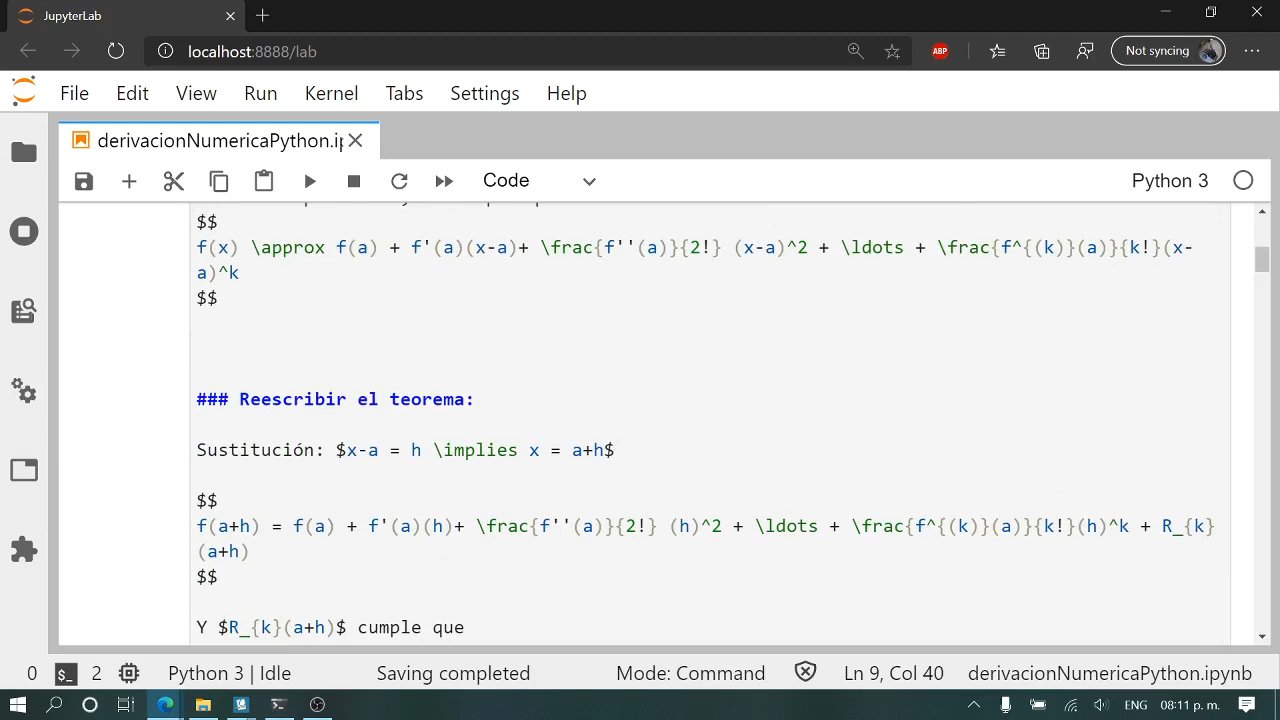 JupyterLab
localhost:8888/lab
ABP
Not syncing
File Edit View Run Kernel Tabs Settings Help
derivacionNumericaPython.ip
Code
Python 3
$$
f(x) \approx f(a) + f'(a)(x-a)+ \frac{f''(a)}{2!} (x-a)^2 + \ldots + \frac{f^{(k)}(a)}{k!}(x-
a)^k
$$
### Reescribir el teorema:
Sustitución: $x-a = h \implies x = a+h$
$$
f(a+h) = f(a) + f'(a)(h)+ \frac{f''(a)}{2!} (h)^2 + \ldots + \frac{f^{(k)}(a)}{k!}(h)^k + R_{k}
(a+h)
$$
Y $R_{k}(a+h)$ cumple que
0 $_ 2 Python 3 | Idle Saving completed Mode: Command Ln 9, Col 40 derivacionNumericaPython.ipynb
ENG 08:11 p. m.